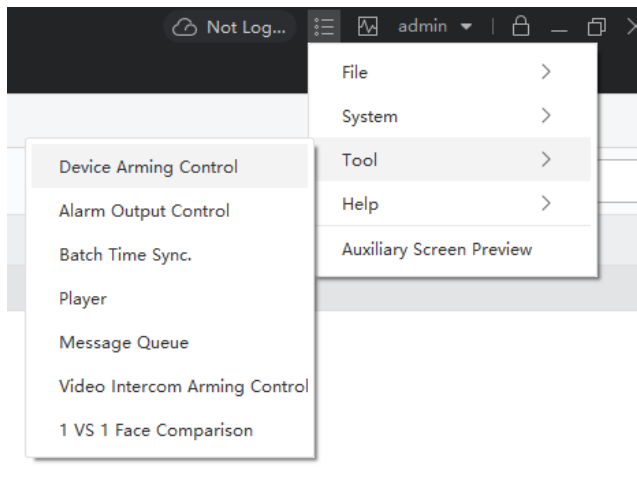 Not Log... admin
File
System
Tool
Help
Auxiliary Screen Preview
Device Arming Control
Alarm Output Control
Batch Time Sync.
Player
Message Queue
Video Intercom Arming Control
1 VS 1 Face Comparison